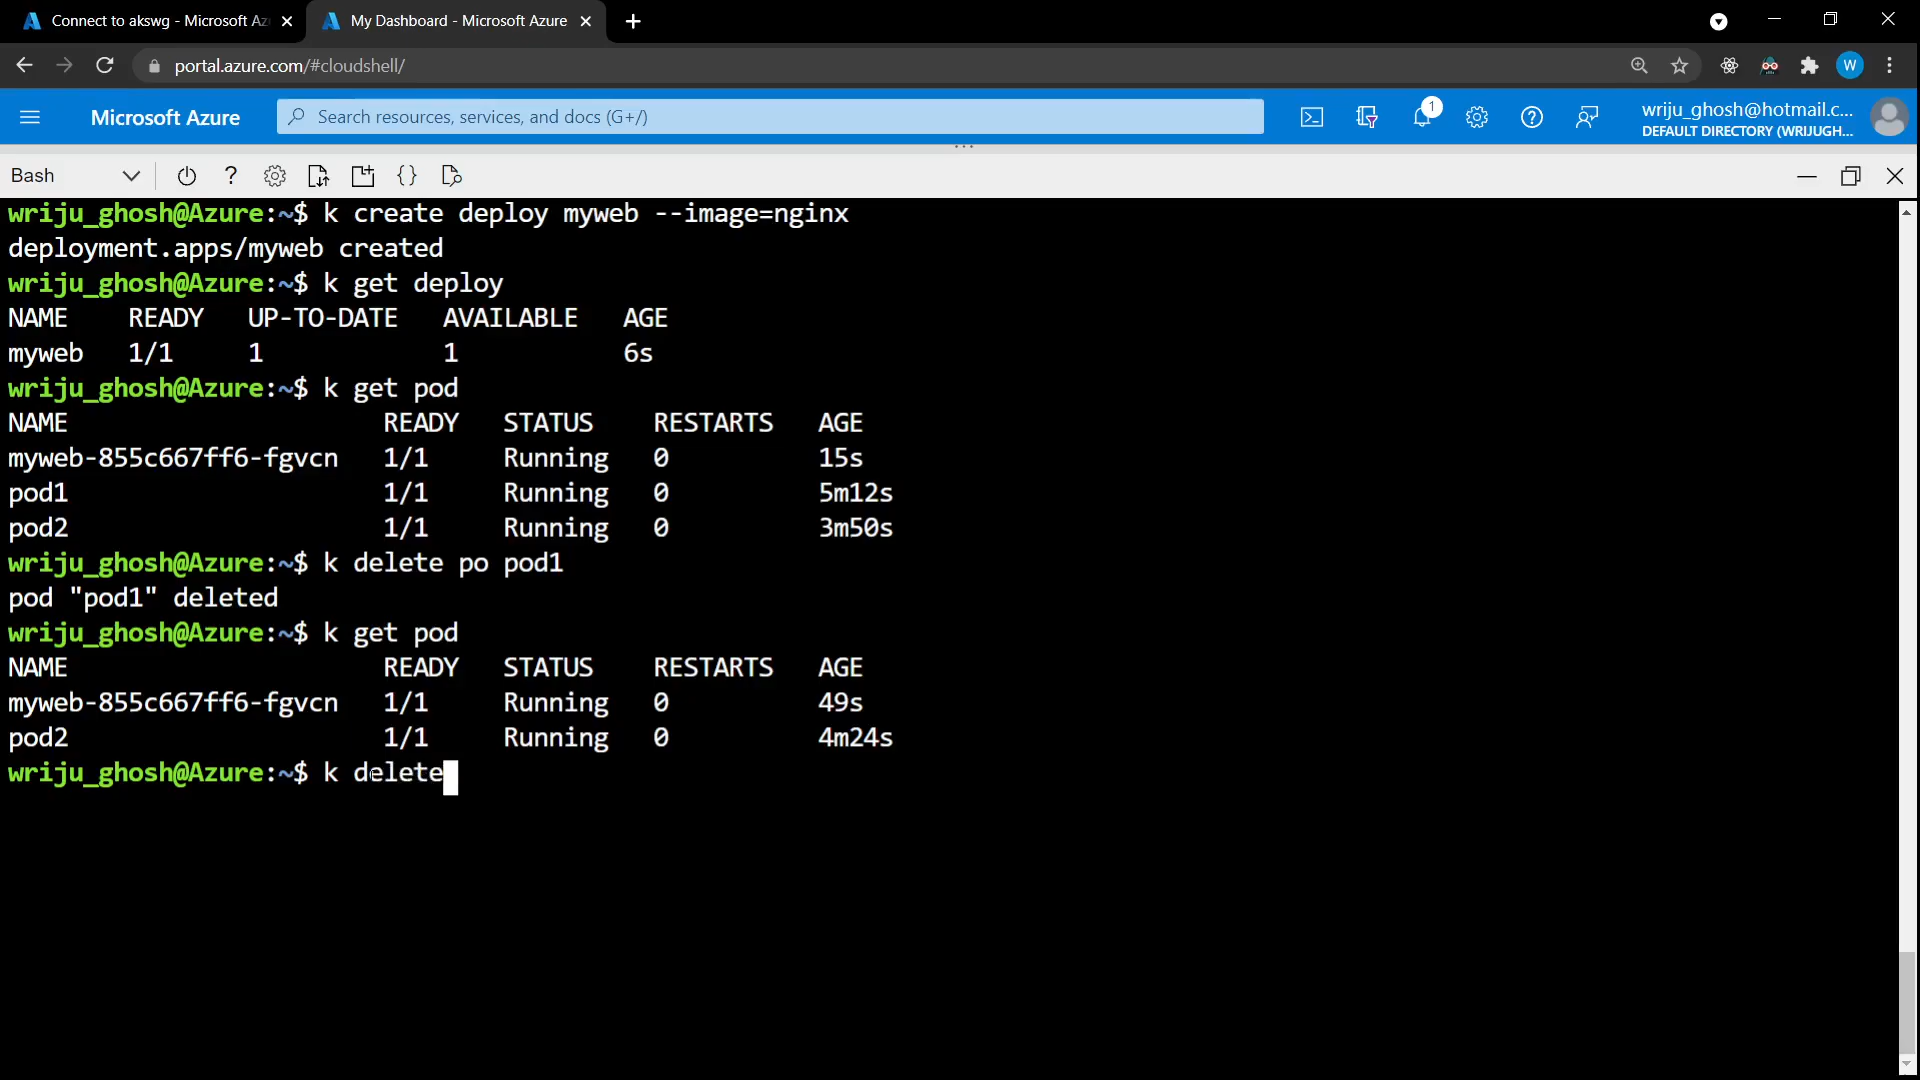 Connect to akswg - Microsoft Az
My Dashboard - Microsoft Azure
portal.azure.com/#cloudshell/
W
Microsoft Azure
Search resources, services, and docs (G+/)
1
wriju_ghosh@hotmail.c...
DEFAULT DIRECTORY (WRIJUGH...
Bash
wriju_ghosh@Azure:~$ k create deploy myweb --image=nginx
deployment.apps/myweb created
wriju_ghosh@Azure:~$ k get deploy
NAME READY UP-TO-DATE AVAILABLE AGE
myweb 1/1 1 1 6s
wriju_ghosh@Azure:~$ k get pod
NAME READY STATUS RESTARTS AGE
myweb-855c667ff6-fgvcn 1/1 Running 0 15s
pod1 1/1 Running 0 5m12s
pod2 1/1 Running 0 3m50s
wriju_ghosh@Azure:~$ k delete po pod1
pod "pod1" deleted
wriju_ghosh@Azure:~$ k get pod
NAME READY STATUS RESTARTS AGE
myweb-855c667ff6-fgvcn 1/1 Running 0 49s
pod2 1/1 Running 0 4m24s
wriju_ghosh@Azure:~$ k delete